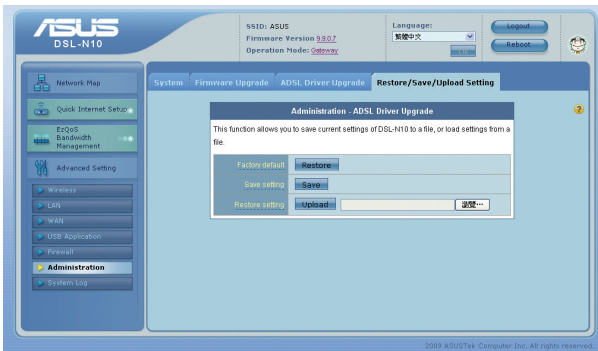 ASUS
DSL-N10
SSID: ASUS
Firmware Version 9.9.0.7
Operation Mode: Gateway
Language:
繁體中文
Logout
Reboot
Network Map
Quick Internet Setup
EzQoS
Bandwidth
Management
Advanced Setting
Wireless
LAN
WAN
USB Application
Firewall
Administration
System Log
System
Firmware Upgrade
ADSL Driver Upgrade
Restore/Save/Upload Setting
Administration - ADSL Driver Upgrade
This function allows you to save current settings of DSL-N10 to a file, or load settings from a
file.
Factory default
Restore
Save setting
Save
Restore setting
Upload
瀏覽...
2009 ASUSTek Computer Inc. All rights reserved.